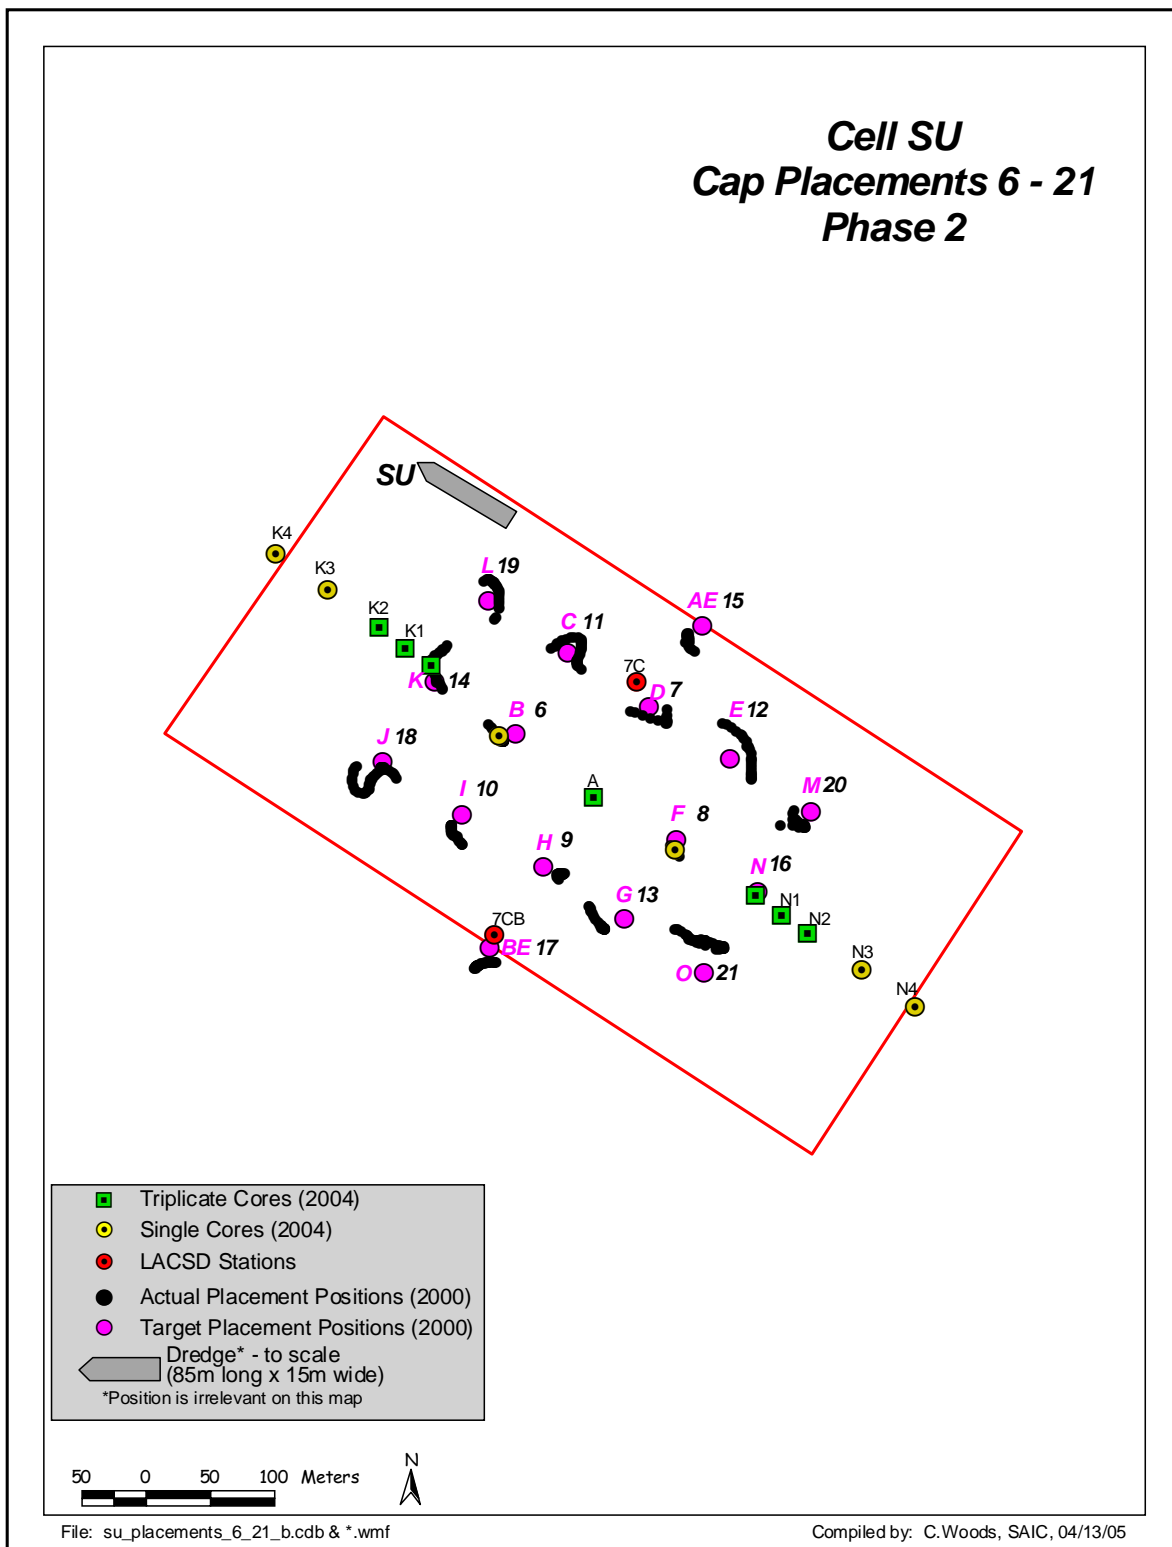 Cell SU
Cap Placements 6 - 21
Phase 2
SU
K4
K3
K2
K1
L 19
C 11
AE 15
7C
K 14
D 7
B 6
E 12
J 18
A
I 10
M 20
F 8
H 9
N 16
N1
G 13
N2
7CB
BE 17
N3
O 21
N4
Triplicate Cores (2004)
Single Cores (2004)
LACSD Stations
Actual Placement Positions (2000)
Target Placement Positions (2000)
Dredge* - to scale
(85m long x 15m wide)
*Position is irrelevant on this map
50 0 50 100 Meters
N
File: su_placements_6_21_b.cdb & *.wmf
Compiled by: C.Woods, SAIC, 04/13/05